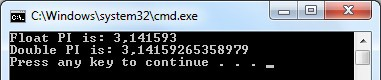 C:\Windows\system32\cmd.exe
Float PI is: 3,141593
Double PI is: 3,14159265358979
Press any key to continue . . . _